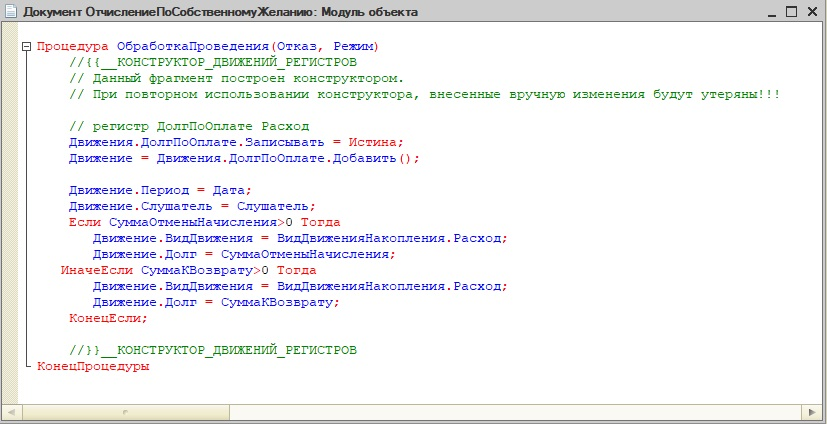 Документ ОтчислениеПоСобственномуЖеланию: Модуль объекта
Процедура ОбработкаПроведения(Отказ, Режим)
//{{__КОНСТРУКТОР_ДВИЖЕНИЙ_РЕГИСТРОВ
// Данный фрагмент построен конструктором.
// При повторном использовании конструктора, внесенные вручную изменения будут утеряны!!!
// регистр ДолгПоОплате Расход
Движения.ДолгПоОплате.Записывать = Истина;
Движение = Движения.ДолгПоОплате.Добавить();
Движение.Период = Дата;
Движение.Слушатель = Слушатель;
Если СуммаОтменыНачисления>0 Тогда
Движение.ВидДвижения = ВидДвиженияНакопления.Расход;
Движение.Долг = СуммаОтменыНачисления;
ИначеЕсли СуммаКВозврату>0 Тогда
Движение.ВидДвижения = ВидДвиженияНакопления.Расход;
Движение.Долг = СуммаКВозврату;
КонецЕсли;
//}}__КОНСТРУКТОР_ДВИЖЕНИЙ_РЕГИСТРОВ
КонецПроцедуры